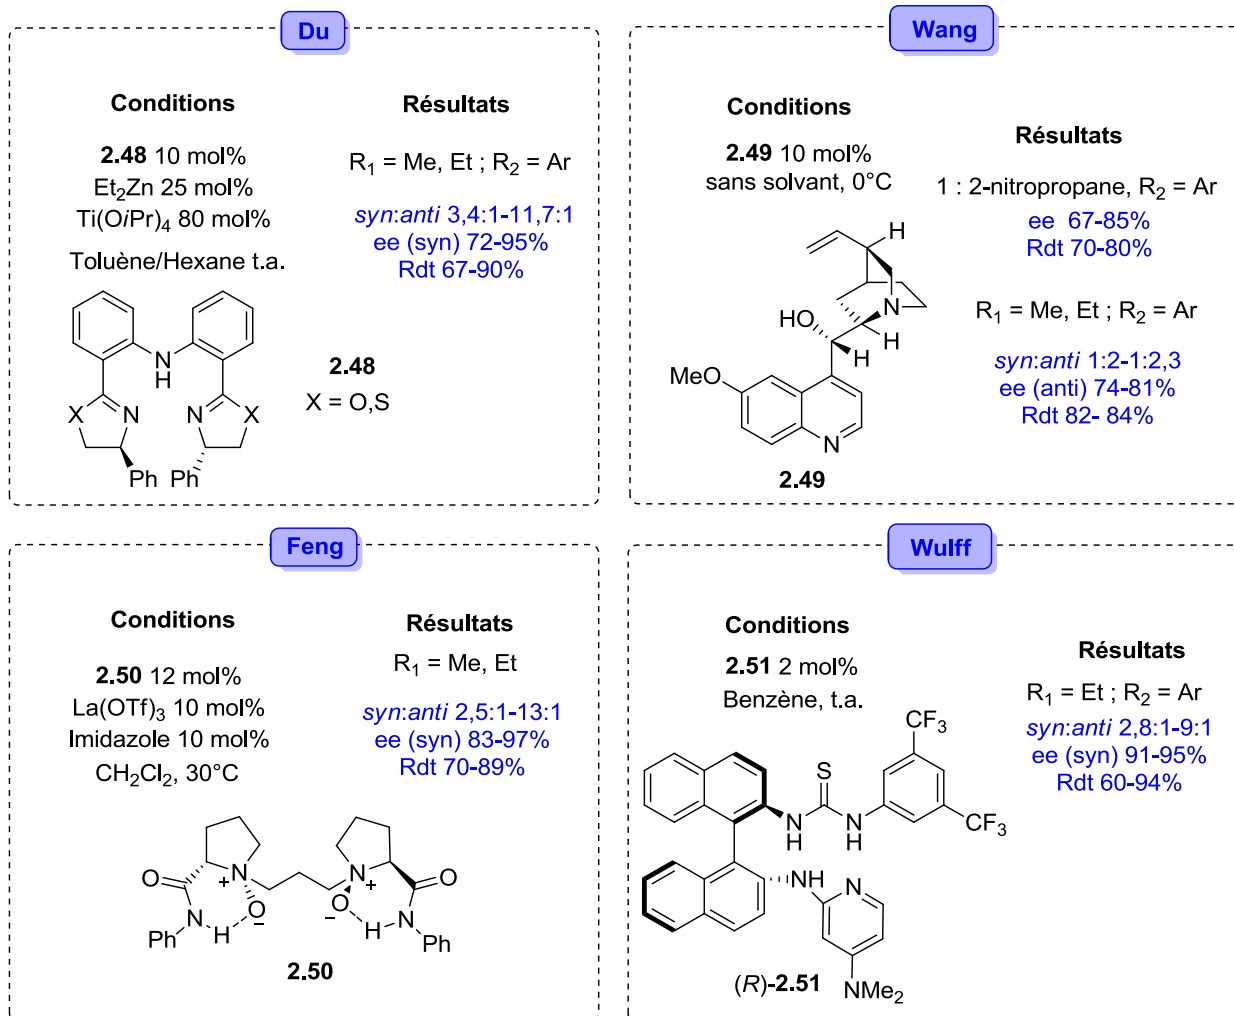 Du
Conditions
Résultats
2.48 10 mol%
Et2Zn 25 mol%
Ti(OiPr)4 80 mol%
Toluène/Hexane t.a.
R1 = Me, Et ; R2 = Ar
syn:anti 3,4:1-11,7:1
ee (syn) 72-95%
Rdt 67-90%
N
H
X
N
N
X
Ph
Ph
2.48
X = O,S
Wang
Conditions
2.49 10 mol%
sans solvant, 0°C
Résultats
1 : 2-nitropropane, R2 = Ar
ee 67-85%
Rdt 70-80%
R1 = Me, Et ; R2 = Ar
syn:anti 1:2-1:2,3
ee (anti) 74-81%
Rdt 82- 84%
H
N
HO
H
H
MeO
N
2.49
Feng
Conditions
Résultats
2.50 12 mol%
La(OTf)3 10 mol%
Imidazole 10 mol%
CH2Cl2, 30°C
R1 = Me, Et
syn:anti 2,5:1-13:1
ee (syn) 83-97%
Rdt 70-89%
O
N
+
N
+
O
N
O
−
O
−
N
Ph
H
H
Ph
2.50
Wulff
Conditions
2.51 2 mol%
Benzène, t.a.
Résultats
R1 = Et ; R2 = Ar
syn:anti 2,8:1-9:1
ee (syn) 91-95%
Rdt 60-94%
CF3
S
N
H
N
H
CF3
NH
N
(R)-2.51
NMe2